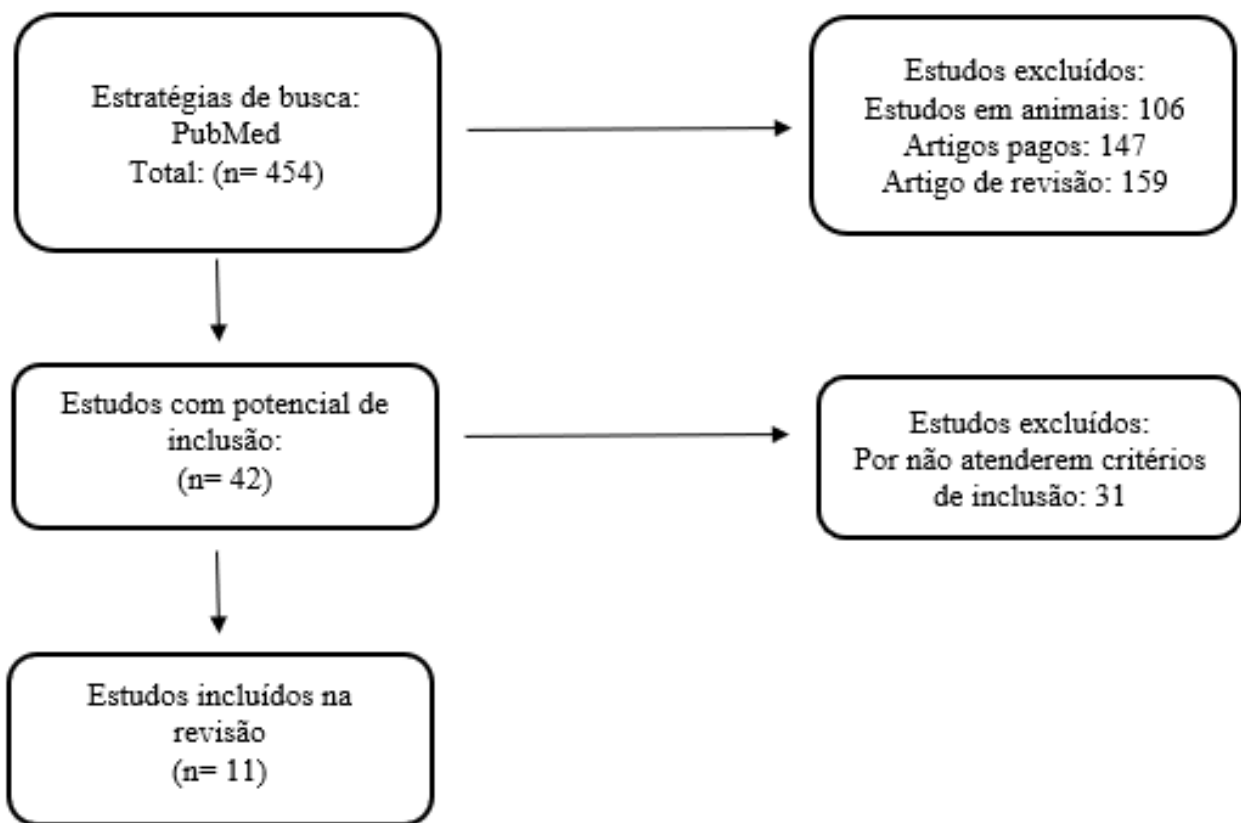 Estratégias de busca:
PubMed
Total: (n= 454)
Estudos excluídos:
Estudos em animais: 106
Artigos pagos: 147
Artigo de revisão: 159
Estudos com potencial de
inclusão:
(n= 42)
Estudos excluídos:
Por não atenderem critérios
de inclusão: 31
Estudos incluídos na
revisão
(n= 11)